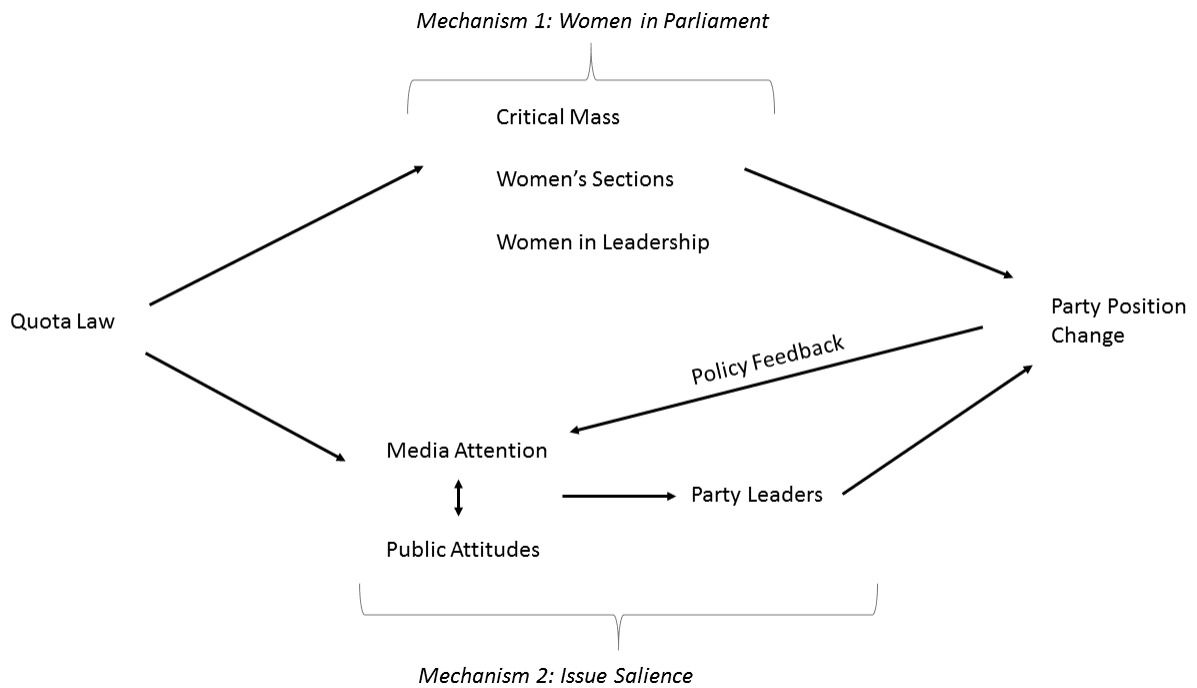 Mechanism 1: Women in Parliament
Critical Mass
Women’s Sections
Women in Leadership
Quota Law
Party Position
Change
Policy Feedback
Media Attention
Party Leaders
Public Attitudes
Mechanism 2: Issue Salience